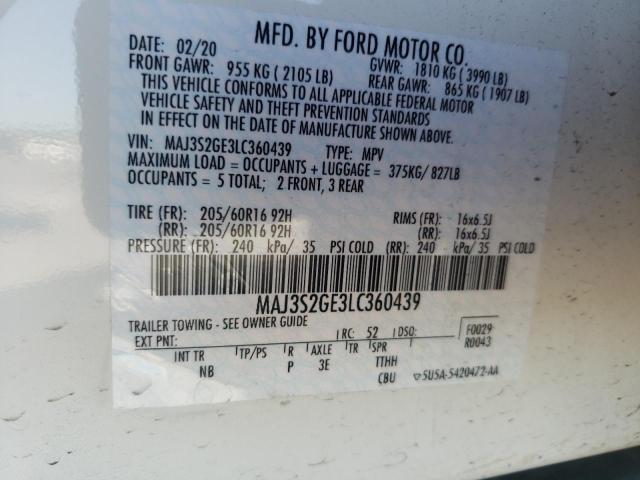 MFD. BY FORD MOTOR CO.
DATE: 02/20
GVWR: 1810 KG (3990 LB)
FRONT GAWR: 955 KG (2105 LB)
REAR GAWR: 865 KG (1907 LB)
THIS VEHICLE CONFORMS TO ALL APPLICABLE FEDERAL MOTOR
VEHICLE SAFETY AND THEFT PREVENTION STANDARDS
IN EFFECT ON THE DATE OF MANUFACTURE SHOWN ABOVE.
VIN: MAJ3S2GE3LC360439 TYPE: MPV
MAXIMUM LOAD = OCCUPANTS + LUGGAGE = 375KG/827LB
OCCUPANTS = 5 TOTAL; 2 FRONT, 3 REAR
TIRE (FR): 205/60R16 92H RIMS (FR): 16x6.5J
(RR): 205/60R16 92H (RR): 16x6.5J
PRESSURE (FR): 240 kPa/ 35 PSI COLD (RR): 240 kPa/ 35 PSI COLD
MAJ3S2GE3LC360439
TRAILER TOWING - SEE OWNER GUIDE
EXT PNT: RC: 52 DSO: F0029
R0043
INT TR TP/PS R AXLE TR SPR
NB P 3E TTHH
CBU 5U5A-5420472-AA